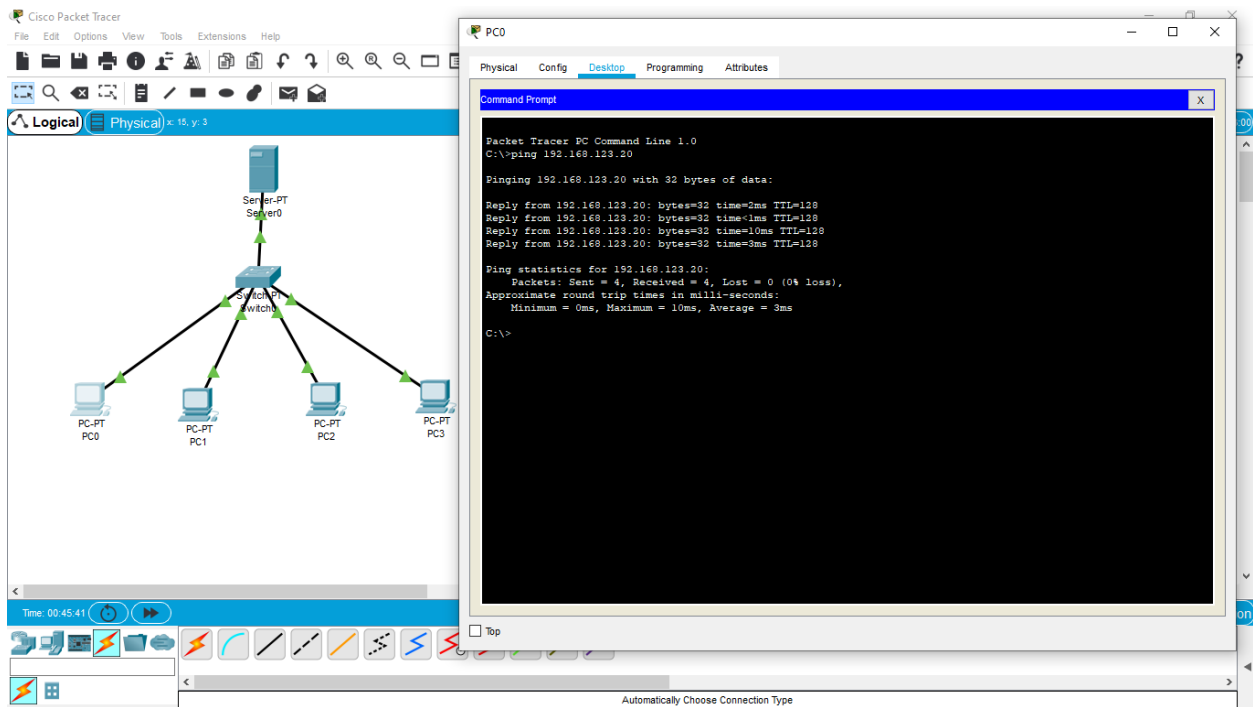 Cisco Packet Tracer
File Edit Options View Tools Extensions Help
Logical Physical x: 15, y: 3
Server-PT
Server0
Switch-PT
Switch0
PC-PT
PC0
PC-PT
PC1
PC-PT
PC2
PC-PT
PC3
Time: 00:45:41
Automatically Choose Connection Type
PC0
Physical Config Desktop Programming Attributes
Command Prompt
X
Packet Tracer PC Command Line 1.0
C:\>ping 192.168.123.20
Pinging 192.168.123.20 with 32 bytes of data:
Reply from 192.168.123.20: bytes=32 time=2ms TTL=128
Reply from 192.168.123.20: bytes=32 time<1ms TTL=128
Reply from 192.168.123.20: bytes=32 time=10ms TTL=128
Reply from 192.168.123.20: bytes=32 time=3ms TTL=128
Ping statistics for 192.168.123.20:
Packets: Sent = 4, Received = 4, Lost = 0 (0% loss),
Approximate round trip times in milli-seconds:
Minimum = 0ms, Maximum = 10ms, Average = 3ms
C:\>
Top